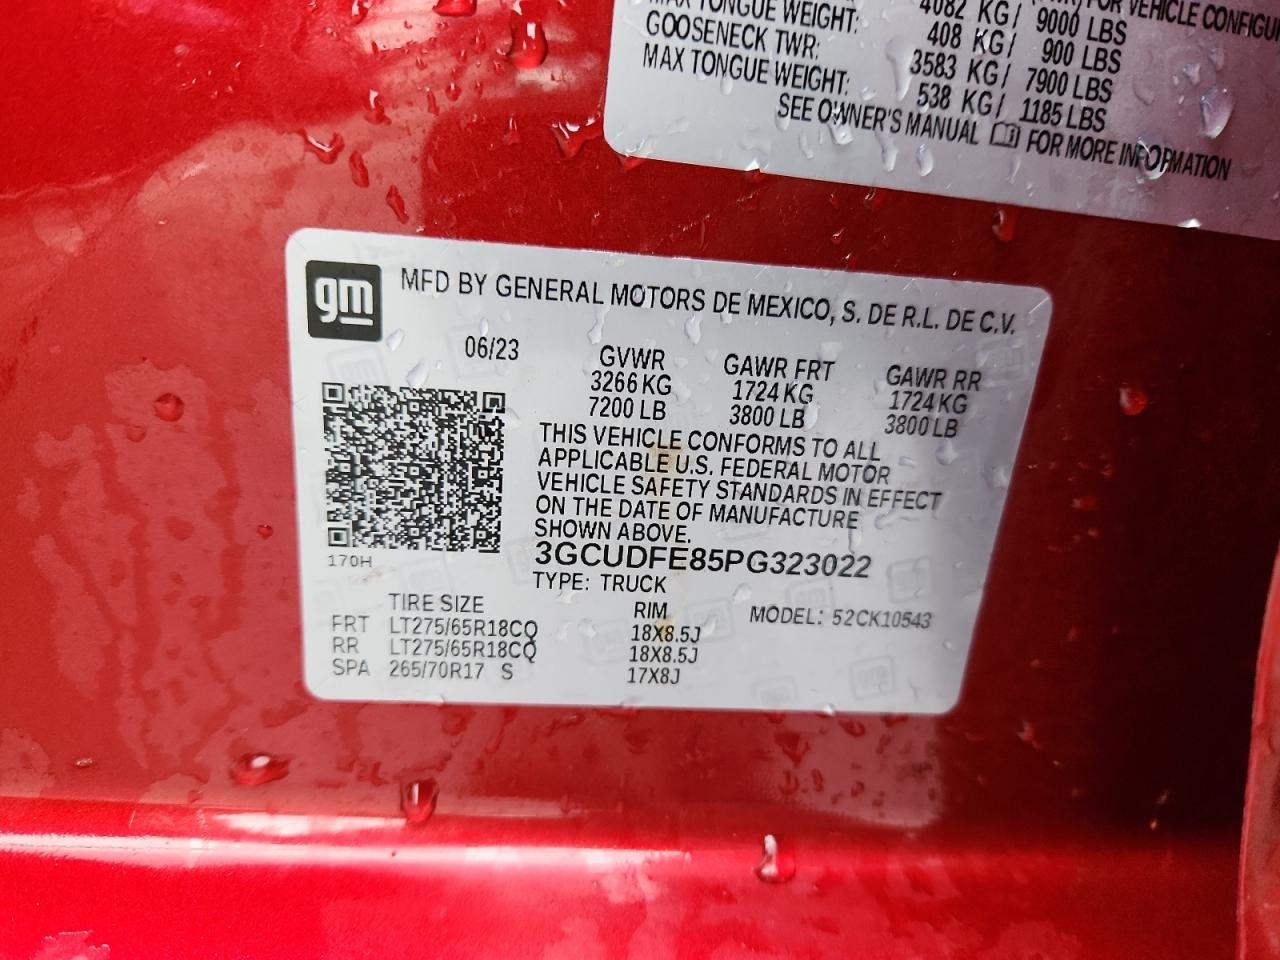 MAX TONGUE WEIGHT: 4082 KG/ 9000 LBS
GOOSENECK TWR: 408 KG/ 900 LBS
MAX TONGUE WEIGHT: 3583 KG/ 7900 LBS
538 KG/ 1185 LBS
FOR VEHICLE
SEE OWNER'S MANUAL FOR MORE INFORMATION
gm
MFD BY GENERAL MOTORS DE MEXICO, S. DE R.L. DE C.V.
06/23
GVWR GAWR FRT GAWR RR
3266 KG 1724 KG 1724 KG
7200 LB 3800 LB 3800 LB
THIS VEHICLE CONFORMS TO ALL
APPLICABLE U.S. FEDERAL MOTOR
VEHICLE SAFETY STANDARDS IN EFFECT
ON THE DATE OF MANUFACTURE
SHOWN ABOVE.
170H
3GCUDFE85PG323022
TYPE: TRUCK
TIRE SIZE RIM MODEL: 52CK10543
FRT LT275/65R18CQ 18X8.5J
RR LT275/65R18CQ 18X8.5J
SPA 265/70R17 S 17X8J